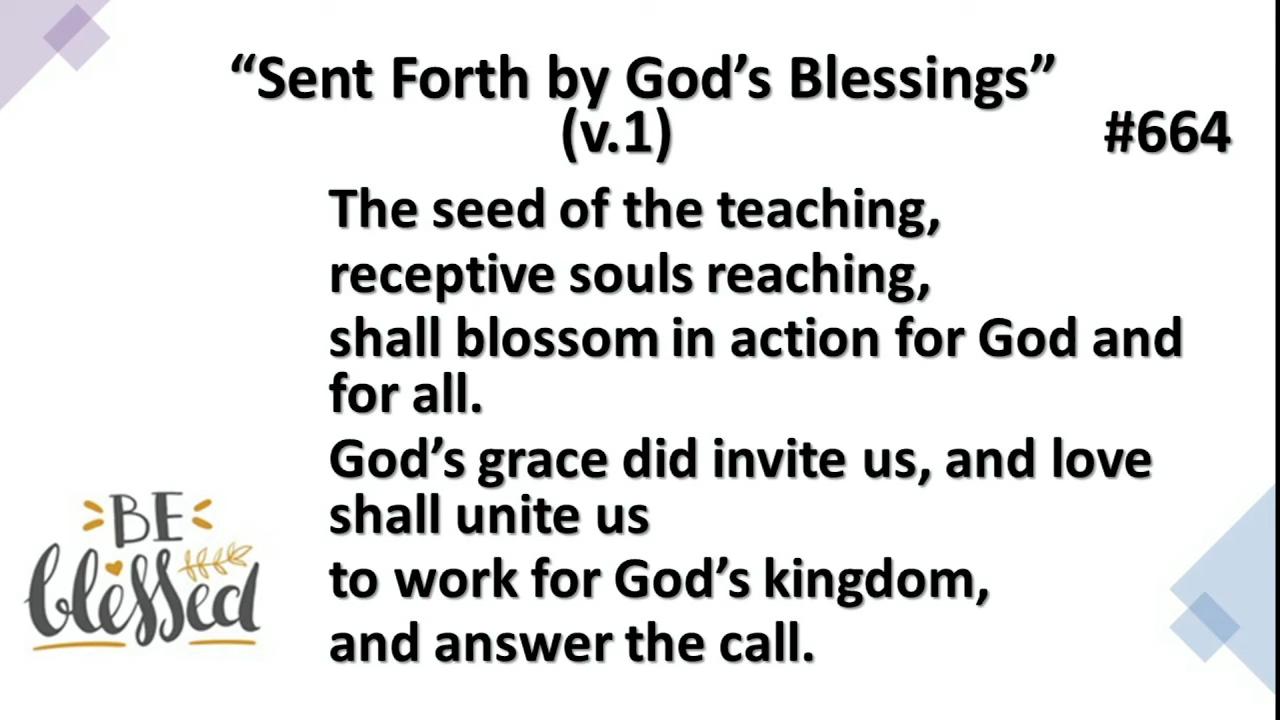 “Sent Forth by God’s Blessings”
(v.1) #664
The seed of the teaching,
receptive souls reaching,
shall blossom in action for God and
for all.
God’s grace did invite us, and love
shall unite us
to work for God’s kingdom,
and answer the call.
BE
blessed